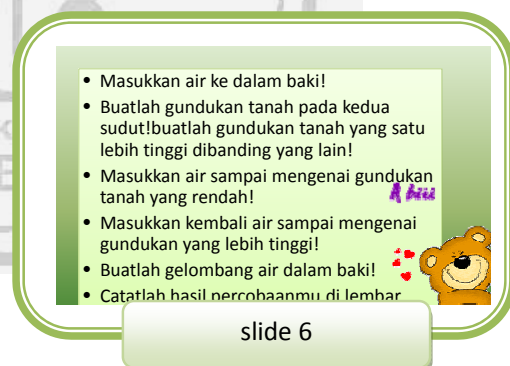 • Masukkan air ke dalam baki!
• Buatlah gundukan tanah pada kedua
sudut!buatlah gundukan tanah yang satu
lebih tinggi dibanding yang lain!
• Masukkan air sampai mengenai gundukan
tanah yang rendah!
• Masukkan kembali air sampai mengenai
gundukan yang lebih tinggi!
• Buatlah gelombang air dalam baki!
• Catatlah hasil percobaanmu di lembar
slide 6